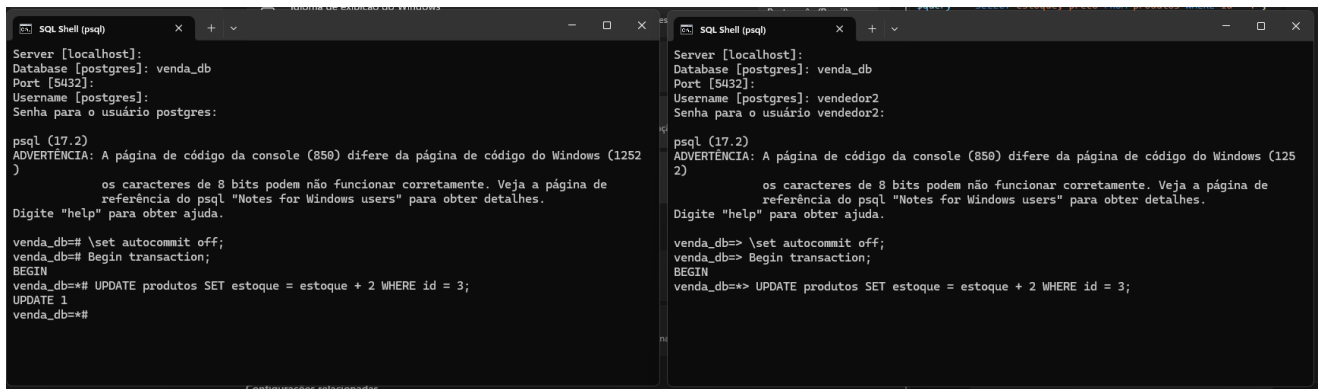 Idioma de exibição do Windows
SQL Shell (psql)
Server [localhost]:
Database [postgres]: venda_db
Port [5432]:
Username [postgres]:
Senha para o usuário postgres:
psql (17.2)
ADVERTÊNCIA: A página de código da console (850) difere da página de código do Windows (1252
)
os caracteres de 8 bits podem não funcionar corretamente. Veja a página de
referência do psql "Notes for Windows users" para obter detalhes.
Digite "help" para obter ajuda.
venda_db=# \set autocommit off;
venda_db=# Begin transaction;
BEGIN
venda_db=*# UPDATE produtos SET estoque = estoque + 2 WHERE id = 3;
UPDATE 1
venda_db=*#
Configurações relacionadas
SQL Shell (psql)
Server [localhost]:
Database [postgres]: venda_db
Port [5432]:
Username [postgres]: vendedor2
Senha para o usuário vendedor2:
psql (17.2)
ADVERTÊNCIA: A página de código da console (850) difere da página de código do Windows (125
2)
os caracteres de 8 bits podem não funcionar corretamente. Veja a página de
referência do psql "Notes for Windows users" para obter detalhes.
Digite "help" para obter ajuda.
venda_db=> \set autocommit off;
venda_db=> Begin transaction;
BEGIN
venda_db=*> UPDATE produtos SET estoque = estoque + 2 WHERE id = 3;